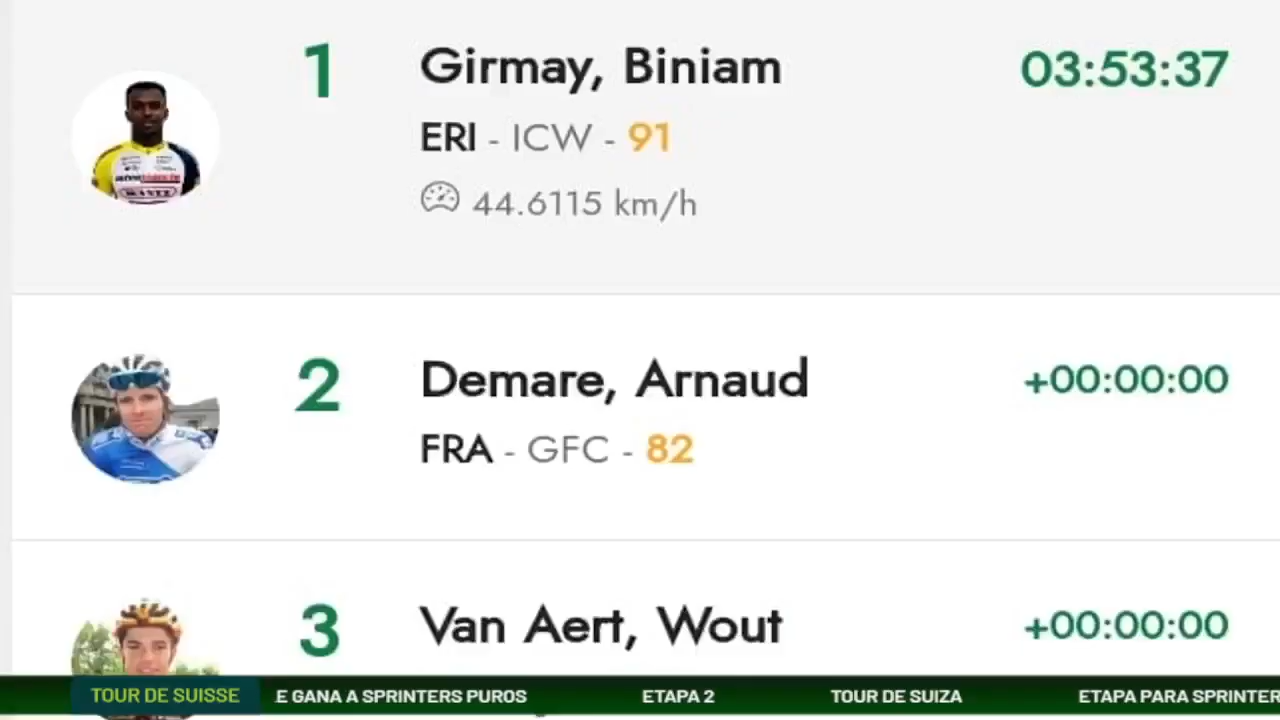 1
Girmay, Biniam
03:53:37
ERI - ICW - 91
44.6115 km/h
2
Demare, Arnaud
+00:00:00
FRA - GFC - 82
3
Van Aert, Wout
+00:00:00
TOUR DE SUISSE
E GANA A SPRINTERS PUROS ETAPA 2 TOUR DE SUIZA ETAPA PARA SPRINTER